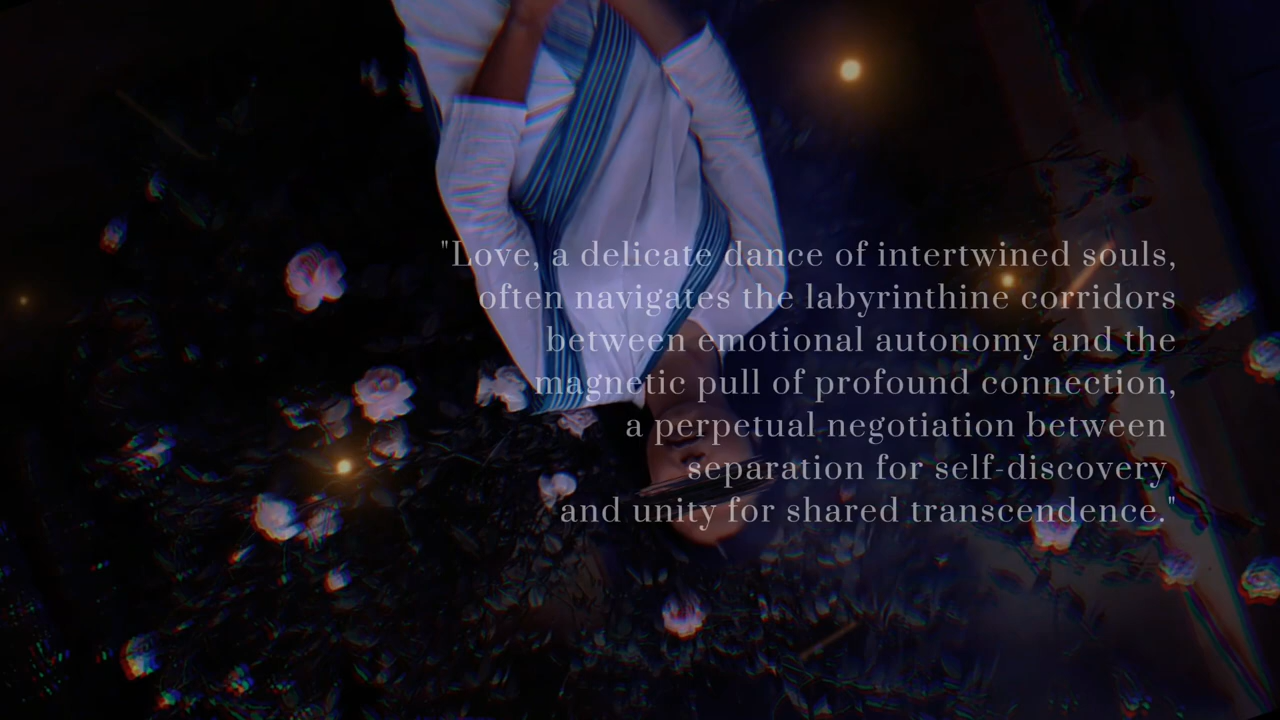 "Love, a delicate dance of intertwined souls,
often navigates the labyrinthine corridors
between emotional autonomy and the
magnetic pull of profound connection,
a perpetual negotiation between
separation for self-discovery
and unity for shared transcendence."